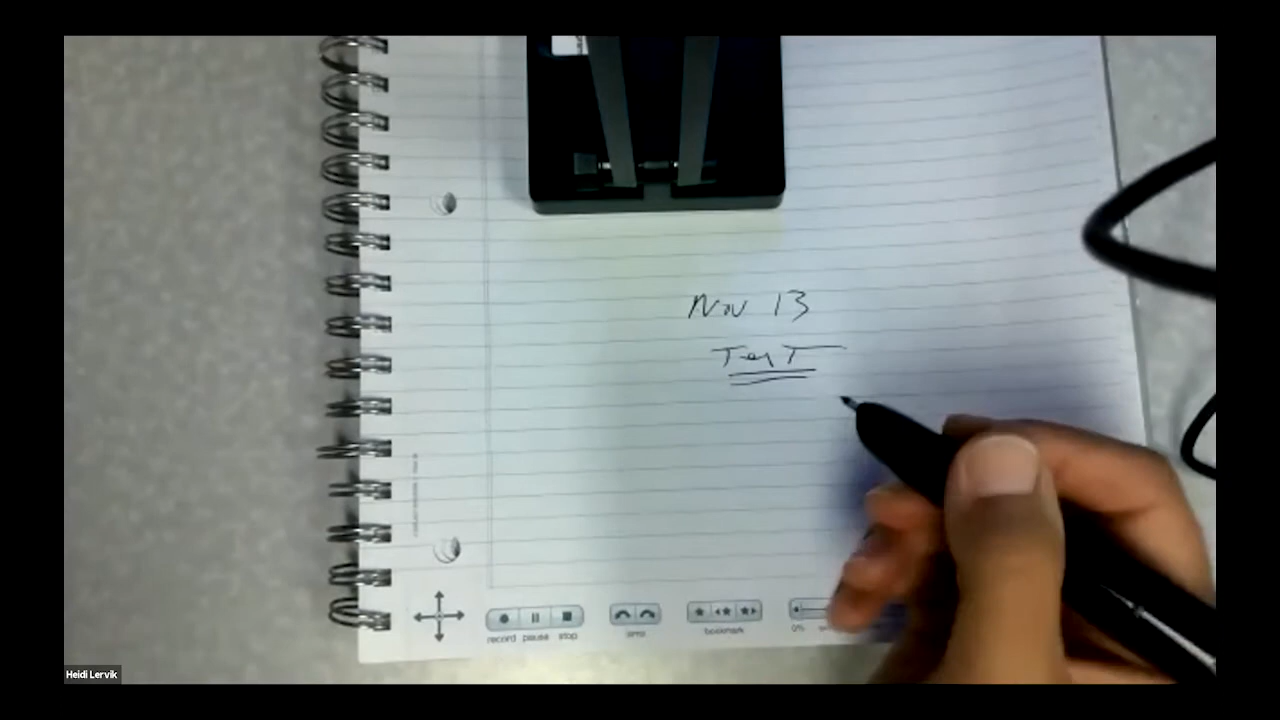 Nov 13
Test
record pause stop
bookmark
0%
Heidi Lervik